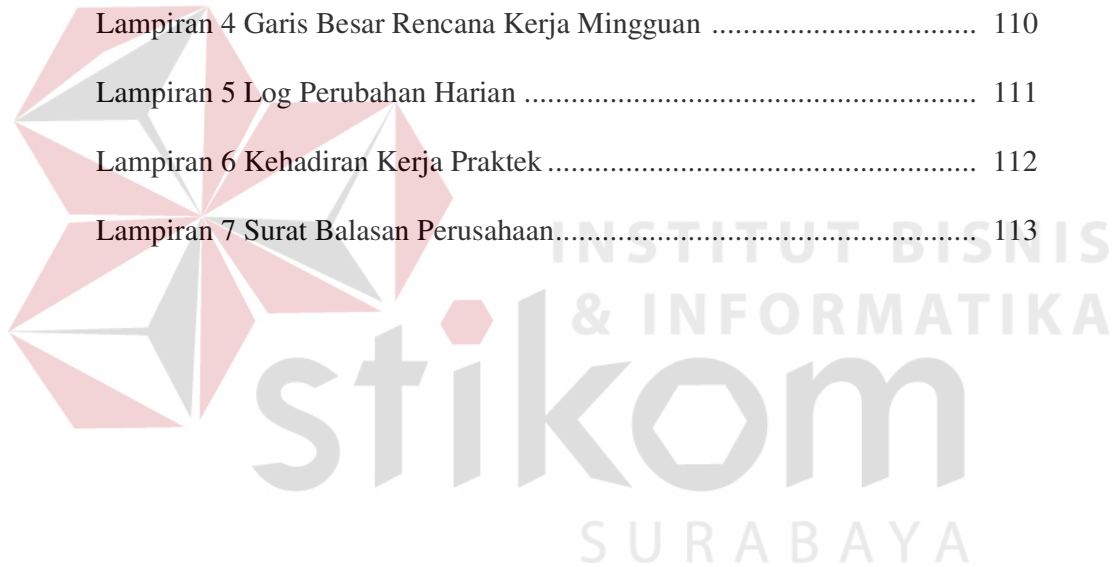 Lampiran 4 Garis Besar Rencana Kerja Mingguan ................................ 110
Lampiran 5 Log Perubahan Harian ....................................................... 111
Lampiran 6 Kehadiran Kerja Praktek .................................................... 112
Lampiran 7 Surat Balasan Perusahaan................................................... 113
INSTITUT BISNIS
& INFORMATIKA
stikom
SURABAYA